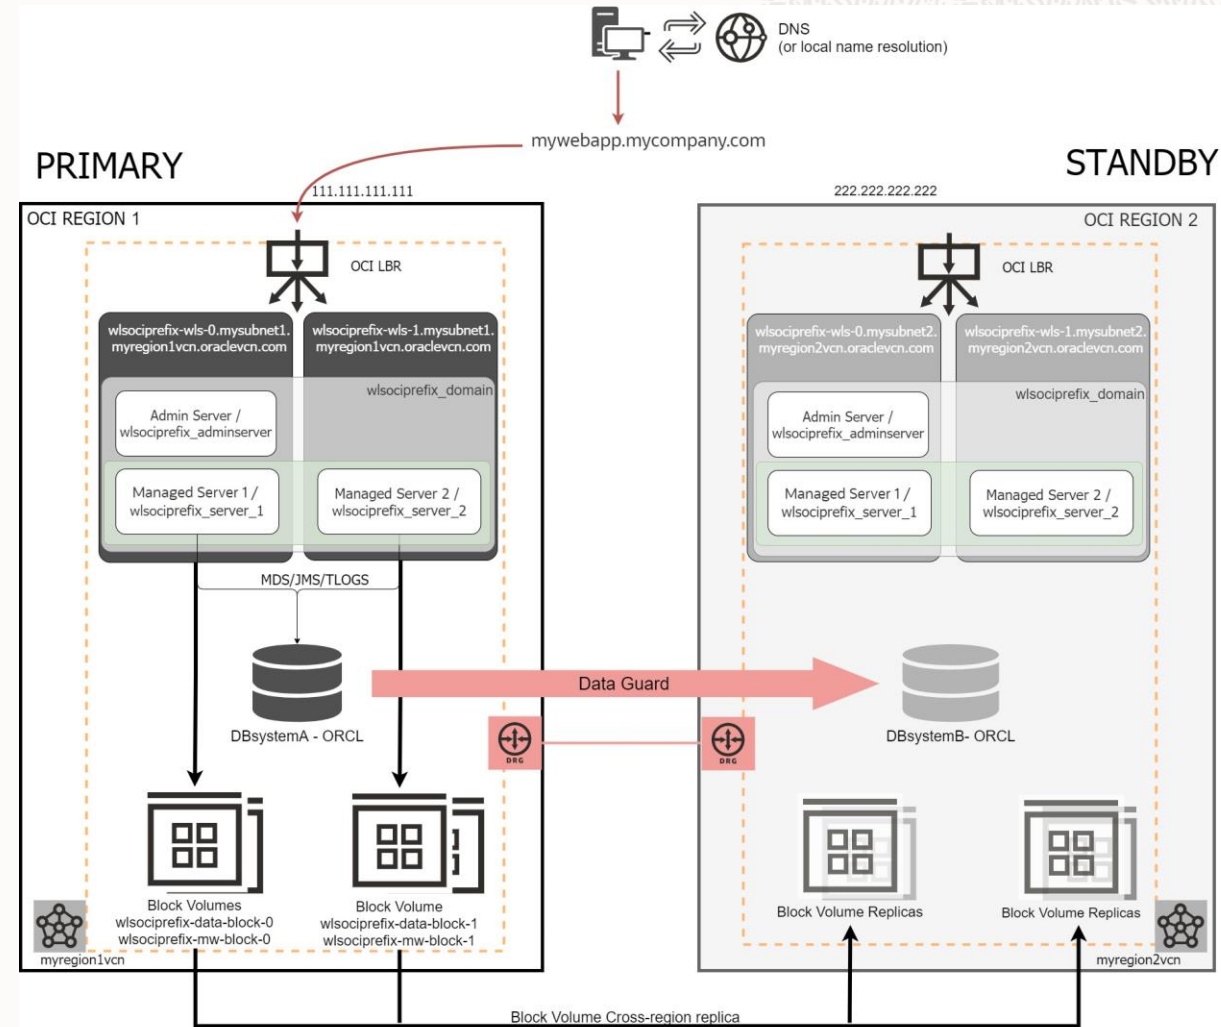 DNS
(or local name resolution)
mywebapp.mycompany.com
PRIMARY
STANDBY
111.111.111.111
222.222.222.222
OCI REGION 1
OCI REGION 2
OCI LBR
OCI LBR
wlsociprefix-wls-0.mysubnet1.
myregion1vcn.oraclevcn.com
wlsociprefix-wls-1.mysubnet1.
myregion1vcn.oraclevcn.com
wlsociprefix-wls-0.mysubnet2.
myregion2vcn.oraclevcn.com
wlsociprefix-wls-1.mysubnet2.
myregion2vcn.oraclevcn.com
wlsociprefix_domain
wlsociprefix_domain
Admin Server /
wlsociprefix_adminserver
Admin Server /
wlsociprefix_adminserver
Managed Server 1 /
wlsociprefix_server_1
Managed Server 2 /
wlsociprefix_server_2
Managed Server 1 /
wlsociprefix_server_1
Managed Server 2 /
wlsociprefix_server_2
MDS/JMS/TLOGS
Data Guard
DBsystemA - ORCL
DBsystemB- ORCL
DRG
DRG
Block Volumes
wlsociprefix-data-block-0
wlsociprefix-mw-block-0
Block Volume
wlsociprefix-data-block-1
wlsociprefix-mw-block-1
Block Volume Replicas
Block Volume Replicas
myregion1vcn
myregion2vcn
Block Volume Cross-region replica